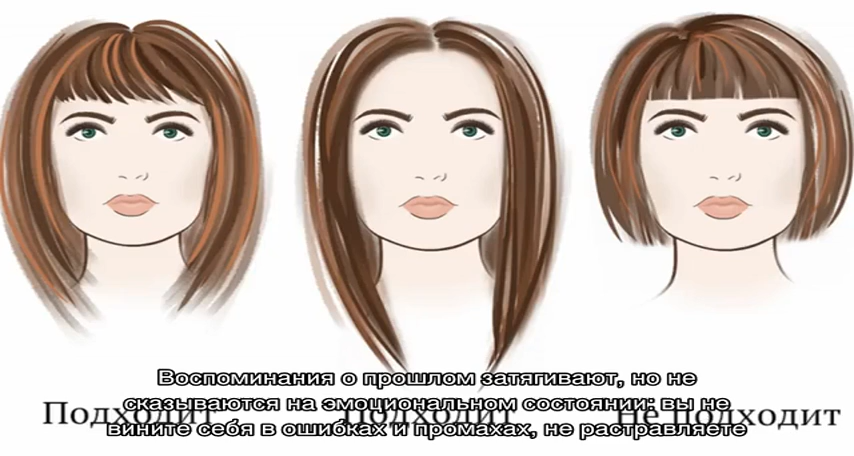 Воспоминания о прошлом затягивают, но не
сказываются на эмоциональном состоянии: вы не
Подходит Подходит Не подходит
вините себя в ошибках и промахах, не растравляете